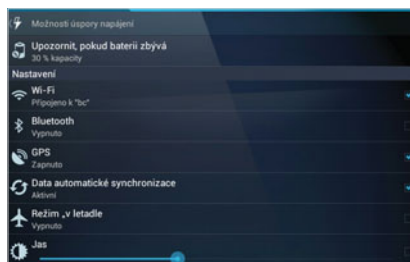 Možnosti úspory napájení
Upozornit, pokud baterii zbývá
30 % kapacity
Nastavení
Wi-Fi
Připojeno k "bc"
Bluetooth
Vypnuto
GPS
Zapnuto
Data automatické synchronizace
Aktivní
Režim „v letadle
Vypnuto
Jas